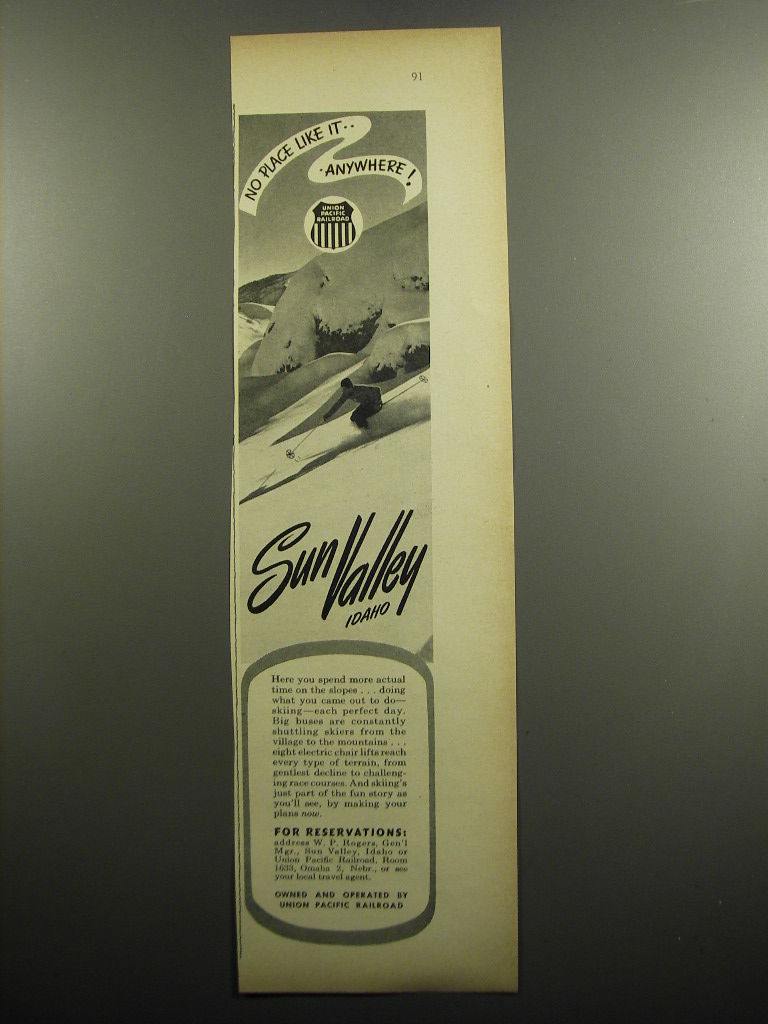 91
NO PLACE LIKE IT..
.ANYWHERE!
UNION
PACIFIC
RAILROAD
Sun Valley
IDAHO
Here you spend more actual
time on the slopes . . . doing
what you came out to do—
skiing—each perfect day.
Big buses are constantly
shuttling skiers from the
village to the mountains . . .
eight electric chair lifts reach
every type of terrain, from
gentlest decline to challeng-
ing race courses. And skiing's
just part of the fun story as
you'll see, by making your
plans now.
FOR RESERVATIONS:
address W. P. Rogers, Gen'l
Mgr., Sun Valley, Idaho or
Union Pacific Railroad, Room
1633, Omaha 2, Nebr., or see
your local travel agent.
OWNED AND OPERATED BY
UNION PACIFIC RAILROAD